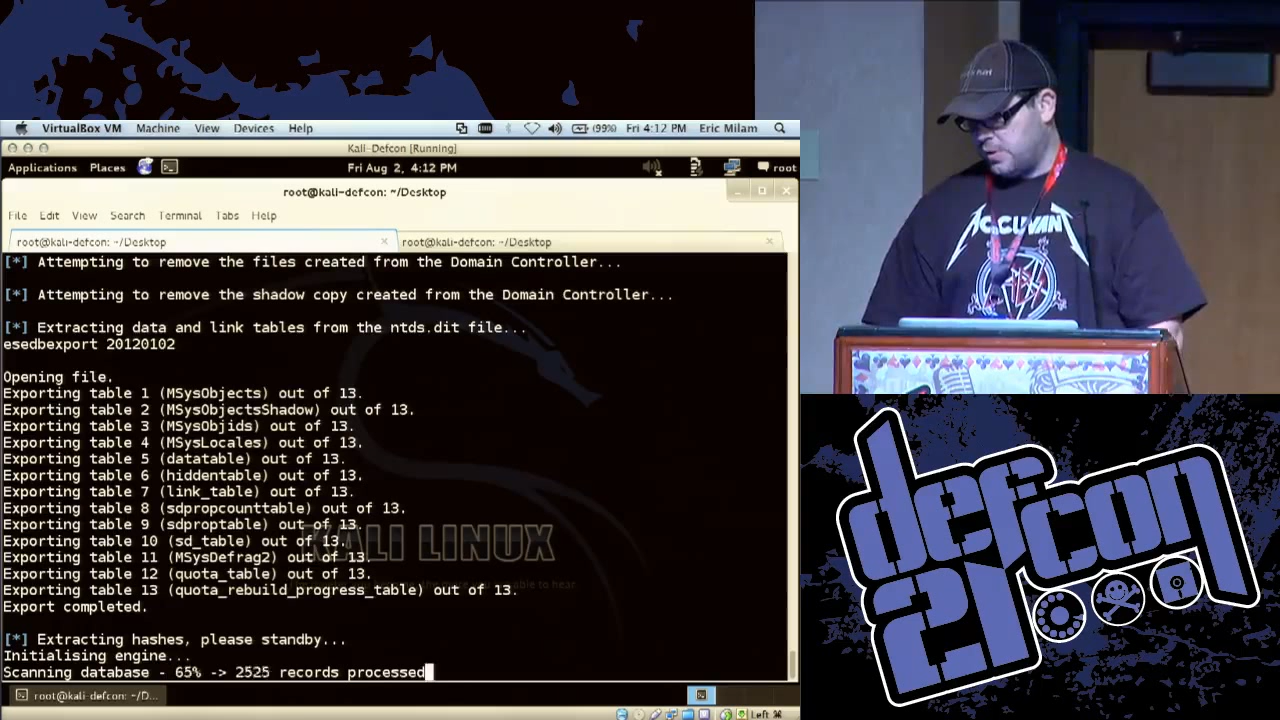 VirtualBox VM Machine View Devices Help (99%) Fri 4:12 PM Eric Milam
Kali-Defcon [Running]
Applications Places Fri Aug 2, 4:12 PM root
root@kali-defcon: ~/Desktop
File Edit View Search Terminal Tabs Help
root@kali-defcon: ~/Desktop root@kali-defcon: ~/Desktop
[*] Attempting to remove the files created from the Domain Controller...
[*] Attempting to remove the shadow copy created from the Domain Controller...
[*] Extracting data and link tables from the ntds.dit file...
esedbexport 20120102
Opening file.
Exporting table 1 (MSysObjects) out of 13.
Exporting table 2 (MSysObjectsShadow) out of 13.
Exporting table 3 (MSysObjids) out of 13.
Exporting table 4 (MSysLocales) out of 13.
Exporting table 5 (datatable) out of 13.
Exporting table 6 (hiddentable) out of 13.
Exporting table 7 (link_table) out of 13.
Exporting table 8 (sdpropcounttable) out of 13.
Exporting table 9 (sdproptable) out of 13.
Exporting table 10 (sd_table) out of 13.
Exporting table 11 (MSysDefrag2) out of 13.
Exporting table 12 (quota_table) out of 13.
Exporting table 13 (quota_rebuild_progress_table) out of 13.
Export completed.
[*] Extracting hashes, please standby...
Initialising engine...
Scanning database - 65% -> 2525 records processed
KALI LINUX
able to hear.
root@kali-defcon: ~/D...
Left ⌘
ACCUVANT
defcon
21